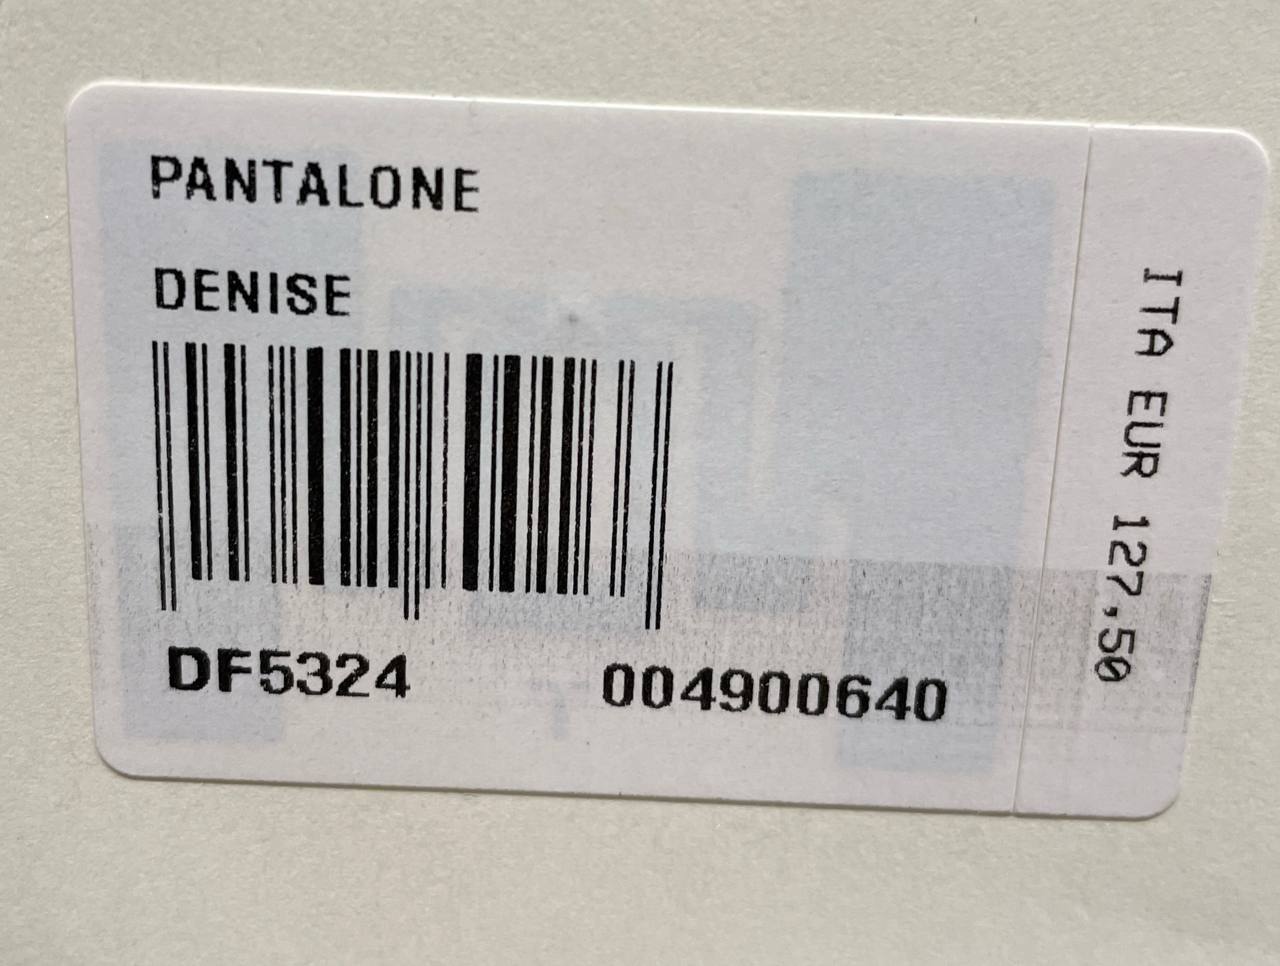 PANTALONE
DENISE
DF5324 004900640
ITA EUR 127,50